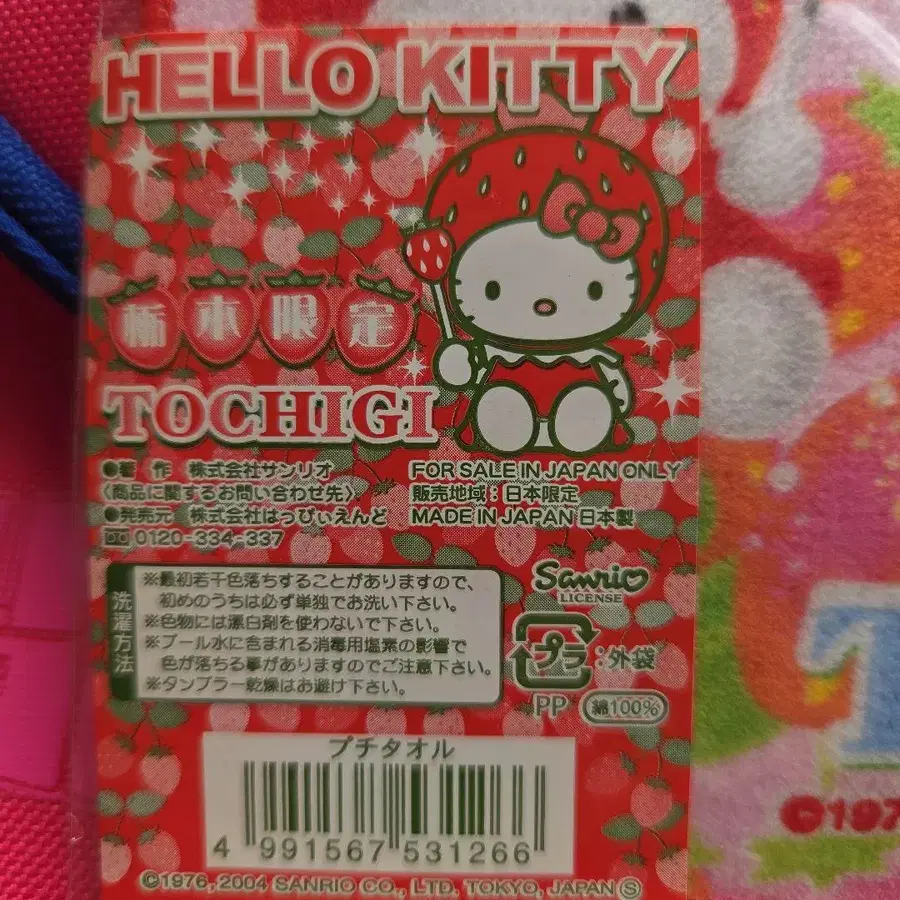 HELLO KITTY
栃木限定
TOCHIGI
●著 作 株式会社サンリオ
〈商品に関するお問い合わせ先〉
●発売元 株式会社はっぴぃえんど
0120-334-337
FOR SALE IN JAPAN ONLY
販売地域：日本限定
MADE IN JAPAN 日本製
洗濯方法
※最初若干色落ちすることがありますので、
初めのうちは必ず単独でお洗い下さい。
※色物には漂白剤を使わないで下さい。
※プール水に含まれる消毒用塩素の影響で
色が落ちる事がありますのでご注意下さい。
※タンブラー乾燥はお避け下さい。
Sanrio
LICENSE
プラ：外袋
PP 綿100%
プチタオル
4 991567 531266
©1976, 2004 SANRIO CO., LTD. TOKYO, JAPAN Ⓢ
T
©197